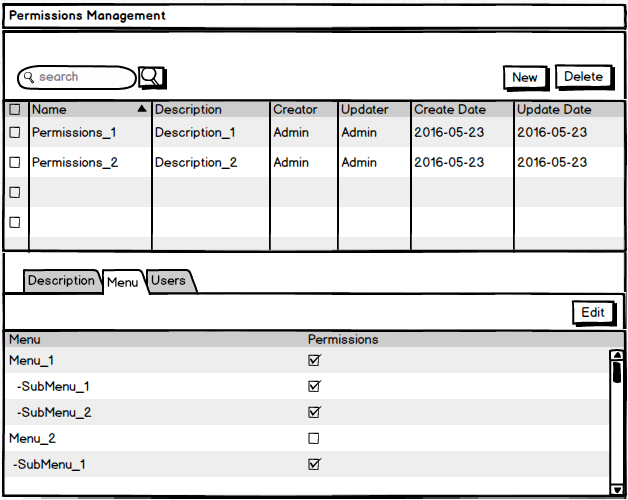 Permissions Management
search
New Delete
Name Description Creator Updater Create Date Update Date
Permissions_1 Description_1 Admin Admin 2016-05-23 2016-05-23
Permissions_2 Description_2 Admin Admin 2016-05-23 2016-05-23
Description Menu Users
Edit
Menu Permissions
Menu_1
-SubMenu_1
-SubMenu_2
Menu_2
-SubMenu_1